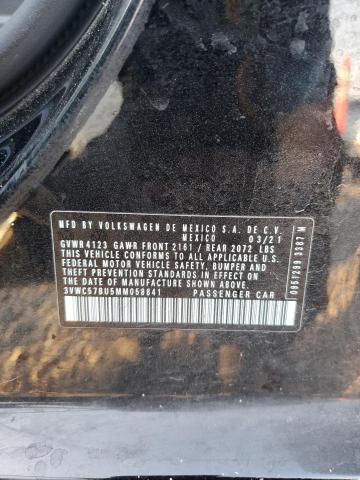 MFD BY VOLKSWAGEN DE MEXICO S.A. DE C.V.
MEXICO 03/21
GVWR 4123 GAWR FRONT 2161 / REAR 2072 LBS
THIS VEHICLE CONFORMS TO ALL APPLICABLE U.S.
FEDERAL MOTOR VEHICLE SAFETY, BUMPER AND
THEFT PREVENTION STANDARDS IN EFFECT
ON THE DATE OF MANUFACTURE SHOWN ABOVE.
3VWC57BU5MM058641 PASSENGER CAR